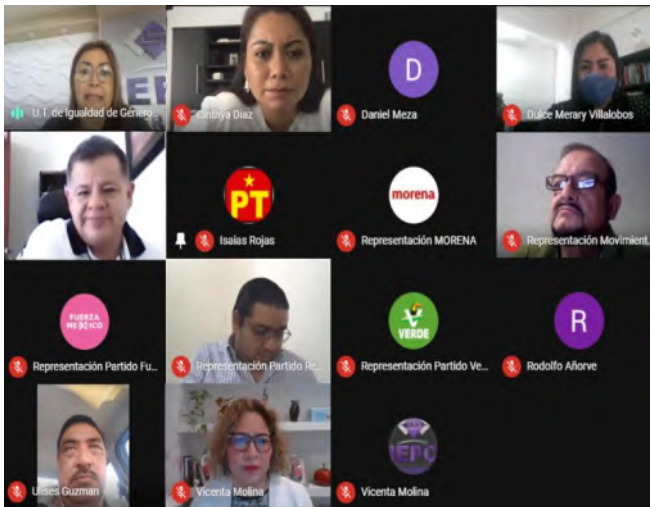 U.T. de Igualdad de Género...
Cinthya Díaz
D
Daniel Meza
Dulce Merary Villalobos
PT
Isaias Rojas
morena
Representación MORENA
Representación Movimient...
FUERZA
MEXICO
Representación Partido Fu...
Representación Partido Re...
VERDE
Representación Partido Ve...
R
Rodolfo Añorve
Ulises Guzman
Vicenta Molina
IEPC
Vicenta Molina